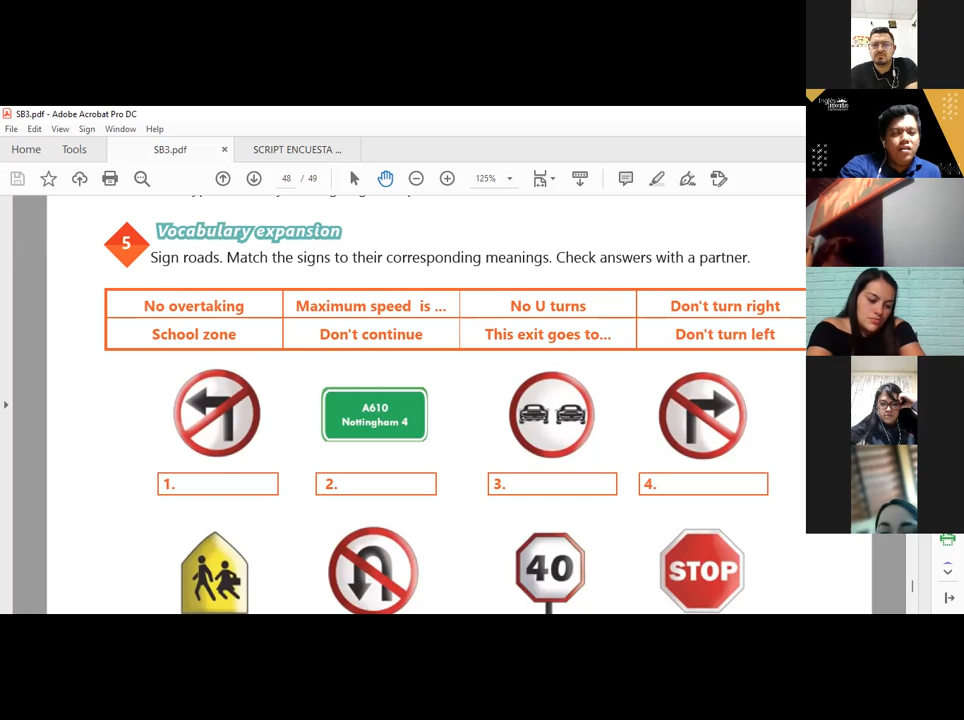 SB3.pdf - Adobe Acrobat Pro DC
File Edit View Sign Window Help
Home Tools SB3.pdf × SCRIPT ENCUESTA ...
48 / 49 125%
5 Vocabulary expansion
Sign roads. Match the signs to their corresponding meanings. Check answers with a partner.
No overtaking Maximum speed is ... No U turns Don't turn right
School zone Don't continue This exit goes to... Don't turn left
A610
Nottingham 4
1. 2. 3. 4.
40 STOP
Inglés